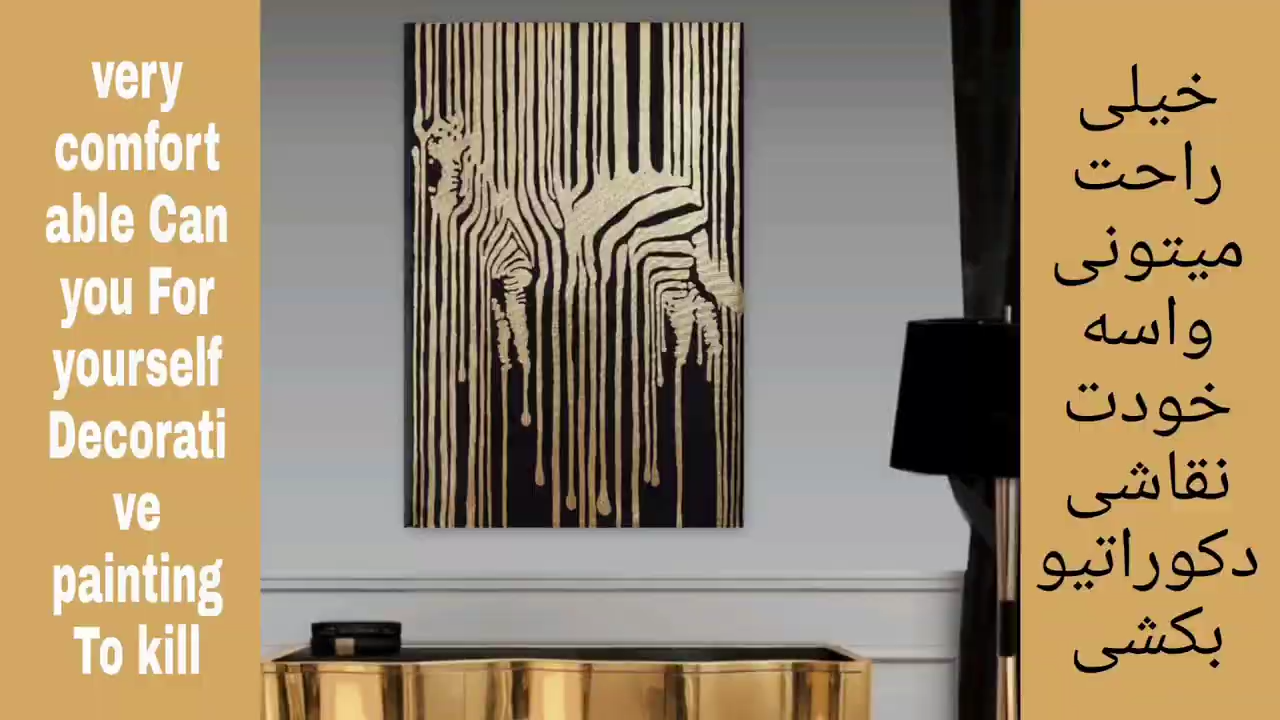 very
comfort
able Can
you For
yourself
Decorati
ve
painting
To kill
خیلی
راحت
میتونی
واسه
خودت
نقاشی
دکوراتیو
بکشی